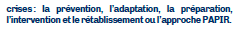 crises : la prévention, l'adaptation, la préparation,
l'intervention et le rétablissement ou l'approche PAPIR.